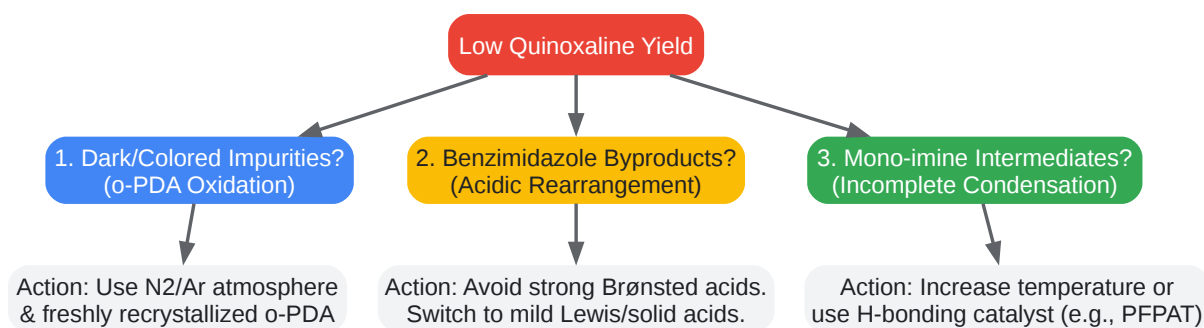 Low Quinoxaline Yield
1. Dark/Colored Impurities?
(o-PDA Oxidation)
2. Benzimidazole Byproducts?
(Acidic Rearrangement)
3. Mono-imine Intermediates?
(Incomplete Condensation)
Action: Use N2/Ar atmosphere
& freshly recrystallized o-PDA
Action: Avoid strong Brønsted acids.
Switch to mild Lewis/solid acids.
Action: Increase temperature or
use H-bonding catalyst (e.g., PFPAT)